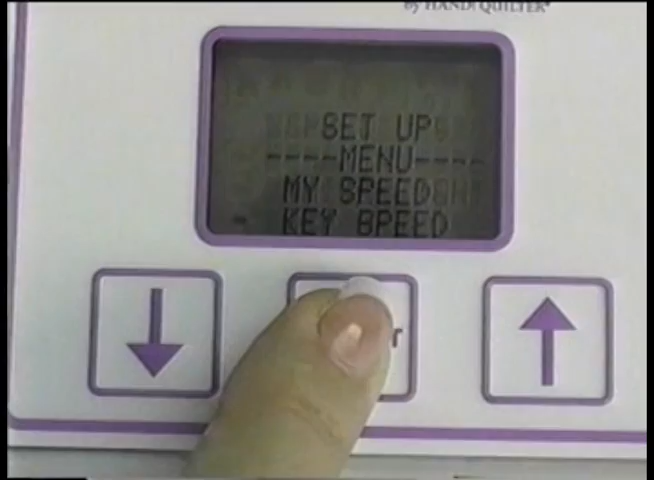 by HANDI QUILTER®
SET UP
----MENU----
MY SPEED
KEY SPEED
r